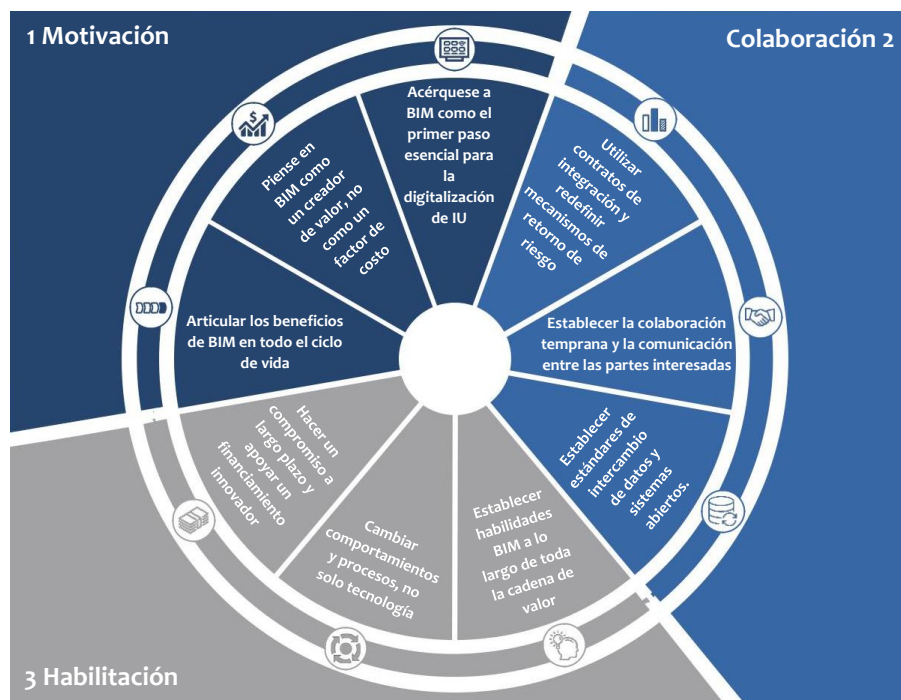 1 Motivación
Colaboración 2
Acérquese a
BIM como el
primer paso
esencial para
la
digitalización
de IU
Piense en
BIM como
un creador
de valor, no
como un
factor de
costo
Articular los beneficios
de BIM en todo el ciclo
de vida
Utilizar
contratos de
integración y
redefinir
mecanismos de
retorno de
riesgo
Establecer la colaboración
temprana y la comunicación
entre las partes interesadas
Establecer
estándares de
intercambio
de datos y
sistemas
abiertos.
Establecer
habilidades
BIM a lo
largo de toda
la cadena de
valor
Cambiar
comportamientos
y procesos, no
solo tecnología
Hacer un
compromiso a
largo plazo y
apoyar un
financiamiento
innovador
3 Habilitación